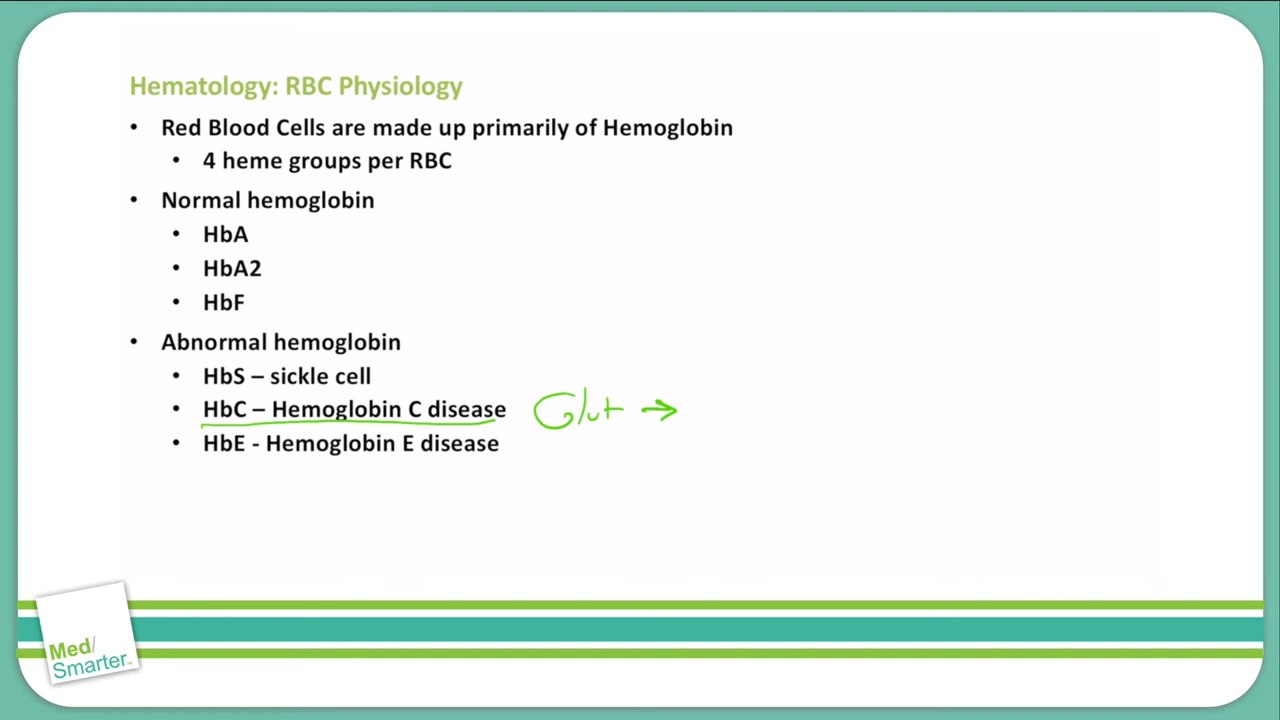 Hematology: RBC Physiology
• Red Blood Cells are made up primarily of Hemoglobin
• 4 heme groups per RBC
• Normal hemoglobin
• HbA
• HbA2
• HbF
• Abnormal hemoglobin
• HbS – sickle cell
• HbC – Hemoglobin C disease Glut →
• HbE - Hemoglobin E disease
Med/
Smarter™